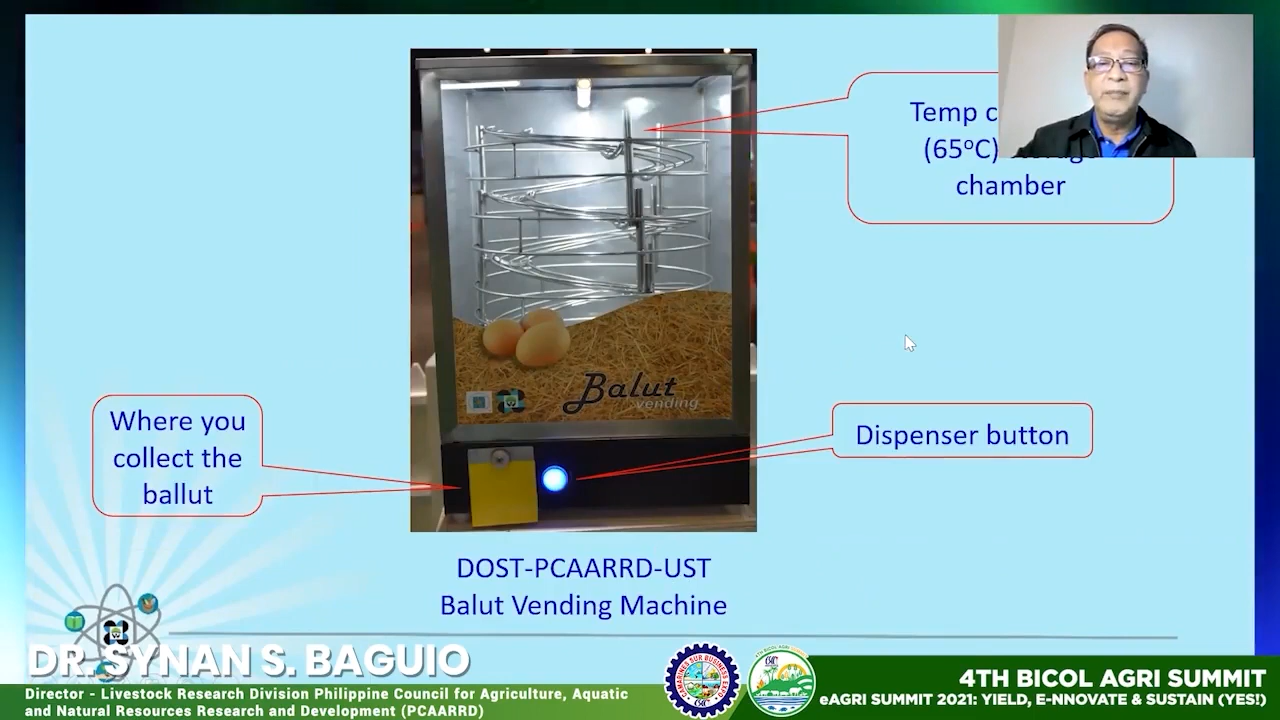 Temp
(65°C)
chamber
Balut
vending
Where you
collect the
ballut
Dispenser button
DOST-PCAARRD-UST
Balut Vending Machine
DR. SYNAN S. BAGUIO
Director - Livestock Research Division Philippine Council for Agriculture, Aquatic
and Natural Resources Research and Development (PCAARRD)
4TH BICOL AGRI SUMMIT
eAGRI SUMMIT 2021: YIELD, E-NNOVATE & SUSTAIN (YES!)